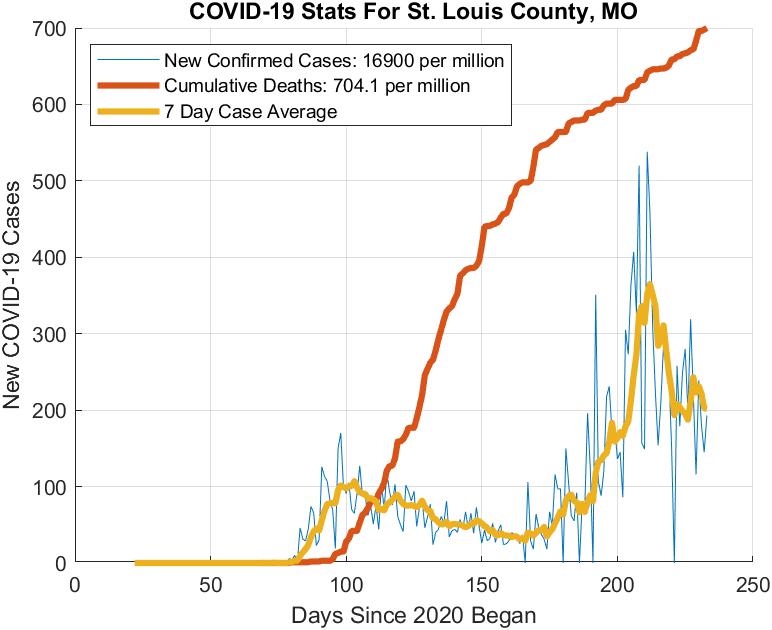 COVID-19 Stats For St. Louis County, MO
700
600
500
400
300
200
100
0
New COVID-19 Cases
New Confirmed Cases: 16900 per million
Cumulative Deaths: 704.1 per million
7 Day Case Average
0
50
100
150
200
250
Days Since 2020 Began